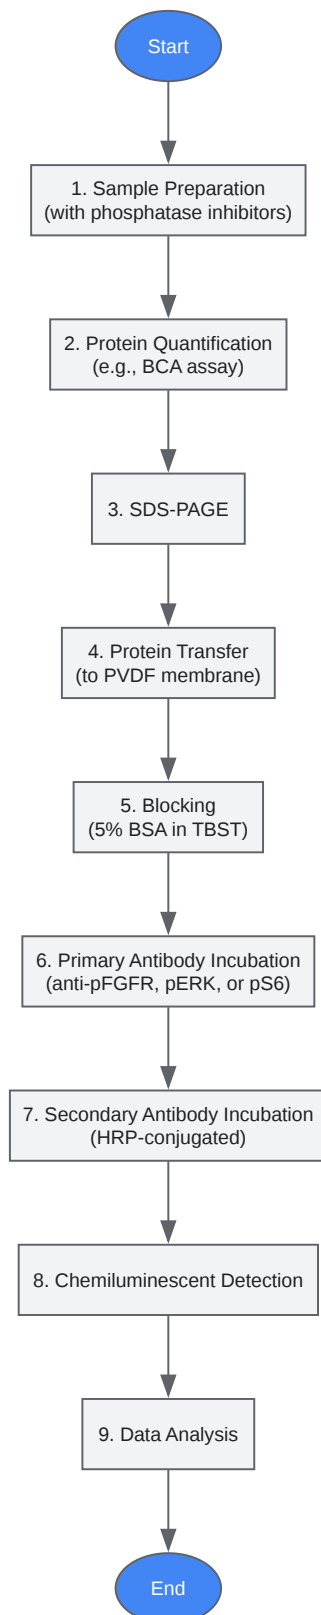 Start
1. Sample Preparation
(with phosphatase inhibitors)
2. Protein Quantification
(e.g., BCA assay)
3. SDS-PAGE
4. Protein Transfer
(to PVDF membrane)
5. Blocking
(5% BSA in TBST)
6. Primary Antibody Incubation
(anti-pFGFR, pERK, or pS6)
7. Secondary Antibody Incubation
(HRP-conjugated)
8. Chemiluminescent Detection
9. Data Analysis
End